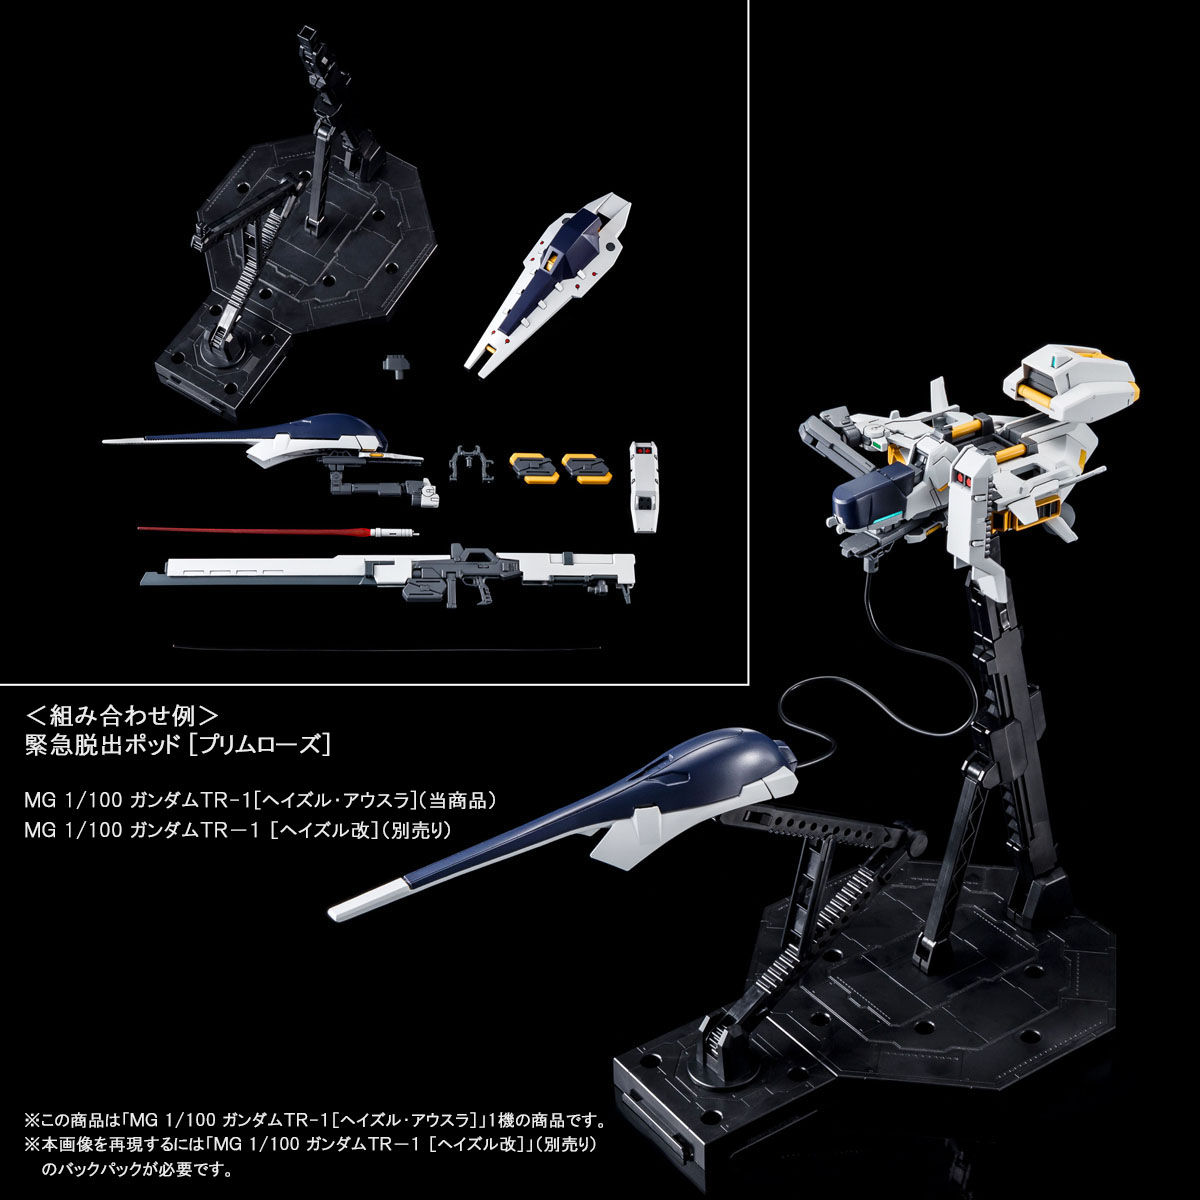 ＜組み合わせ例＞
緊急脱出ポッド［プリムローズ］
MG 1/100 ガンダムTR-1［ヘイズル・アウスラ］（当商品）
MG 1/100 ガンダムTR－1 ［ヘイズル改］（別売り）
※この商品は「MG 1/100 ガンダムTR-1［ヘイズル・アウスラ］」1機の商品です。
※本画像を再現するには「MG 1/100 ガンダムTR－1 ［ヘイズル改］」（別売り）
のバックパックが必要です。